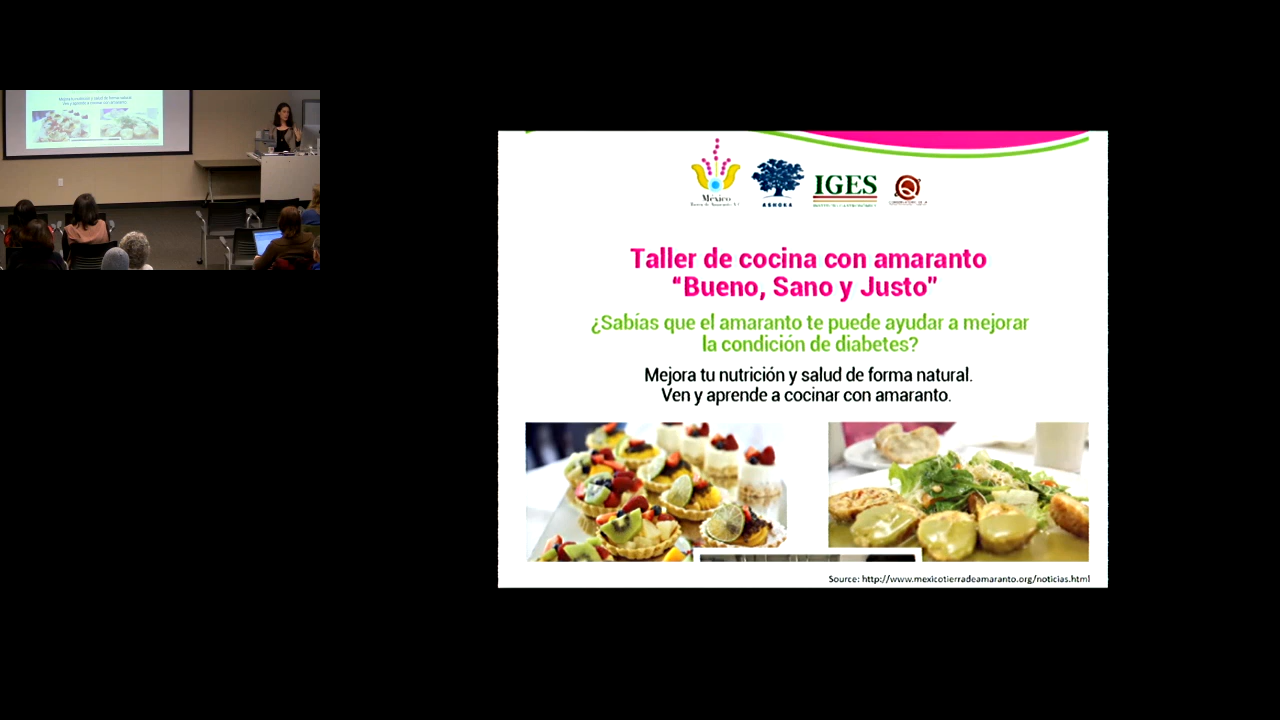 México
ASHOKA
IGES
Taller de cocina con amaranto
“Bueno, Sano y Justo”
¿Sabías que el amaranto te puede ayudar a mejorar
la condición de diabetes?
Mejora tu nutrición y salud de forma natural.
Ven y aprende a cocinar con amaranto.
Source: http://www.mexicotierradeamaranto.org/noticias.html